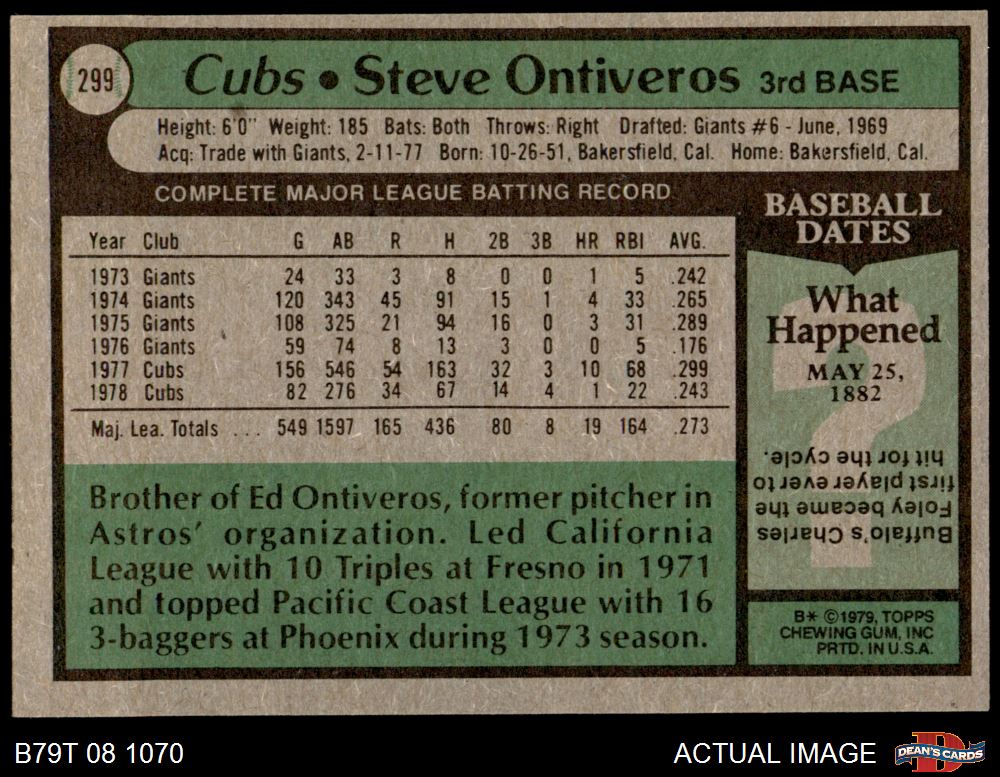 299
Cubs • Steve Ontiveros 3rd BASE
Height: 6'0" Weight: 185 Bats: Both Throws: Right Drafted: Giants #6 - June, 1969
Acq: Trade with Giants, 2-11-77 Born: 10-26-51, Bakersfield, Cal. Home: Bakersfield, Cal.
COMPLETE MAJOR LEAGUE BATTING RECORD
Year Club G AB R H 2B 3B HR RBI AVG.
1973 Giants 24 33 3 8 0 0 1 5 .242
1974 Giants 120 343 45 91 15 1 4 33 .265
1975 Giants 108 325 21 94 16 0 3 31 .289
1976 Giants 59 74 8 13 3 0 0 5 .176
1977 Cubs 156 546 54 163 32 3 10 68 .299
1978 Cubs 82 276 34 67 14 4 1 22 .243
Maj. Lea. Totals ... 549 1597 165 436 80 8 19 164 .273
Brother of Ed Ontiveros, former pitcher in
Astros' organization. Led California
League with 10 Triples at Fresno in 1971
and topped Pacific Coast League with 16
3-baggers at Phoenix during 1973 season.
BASEBALL
DATES
What
Happened
MAY 25,
1882
Buffalo's Charles
Foley became the
first player ever to
hit for the cycle.
B* ©1979, TOPPS
CHEWING GUM, INC
PRTD. IN U.S.A.
B79T 08 1070
ACTUAL IMAGE
D
DEAN'S CARDS